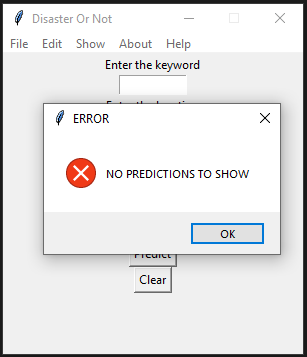 Disaster Or Not
File Edit Show About Help
Enter the keyword
ERROR
NO PREDICTIONS TO SHOW
OK
Predict
Clear